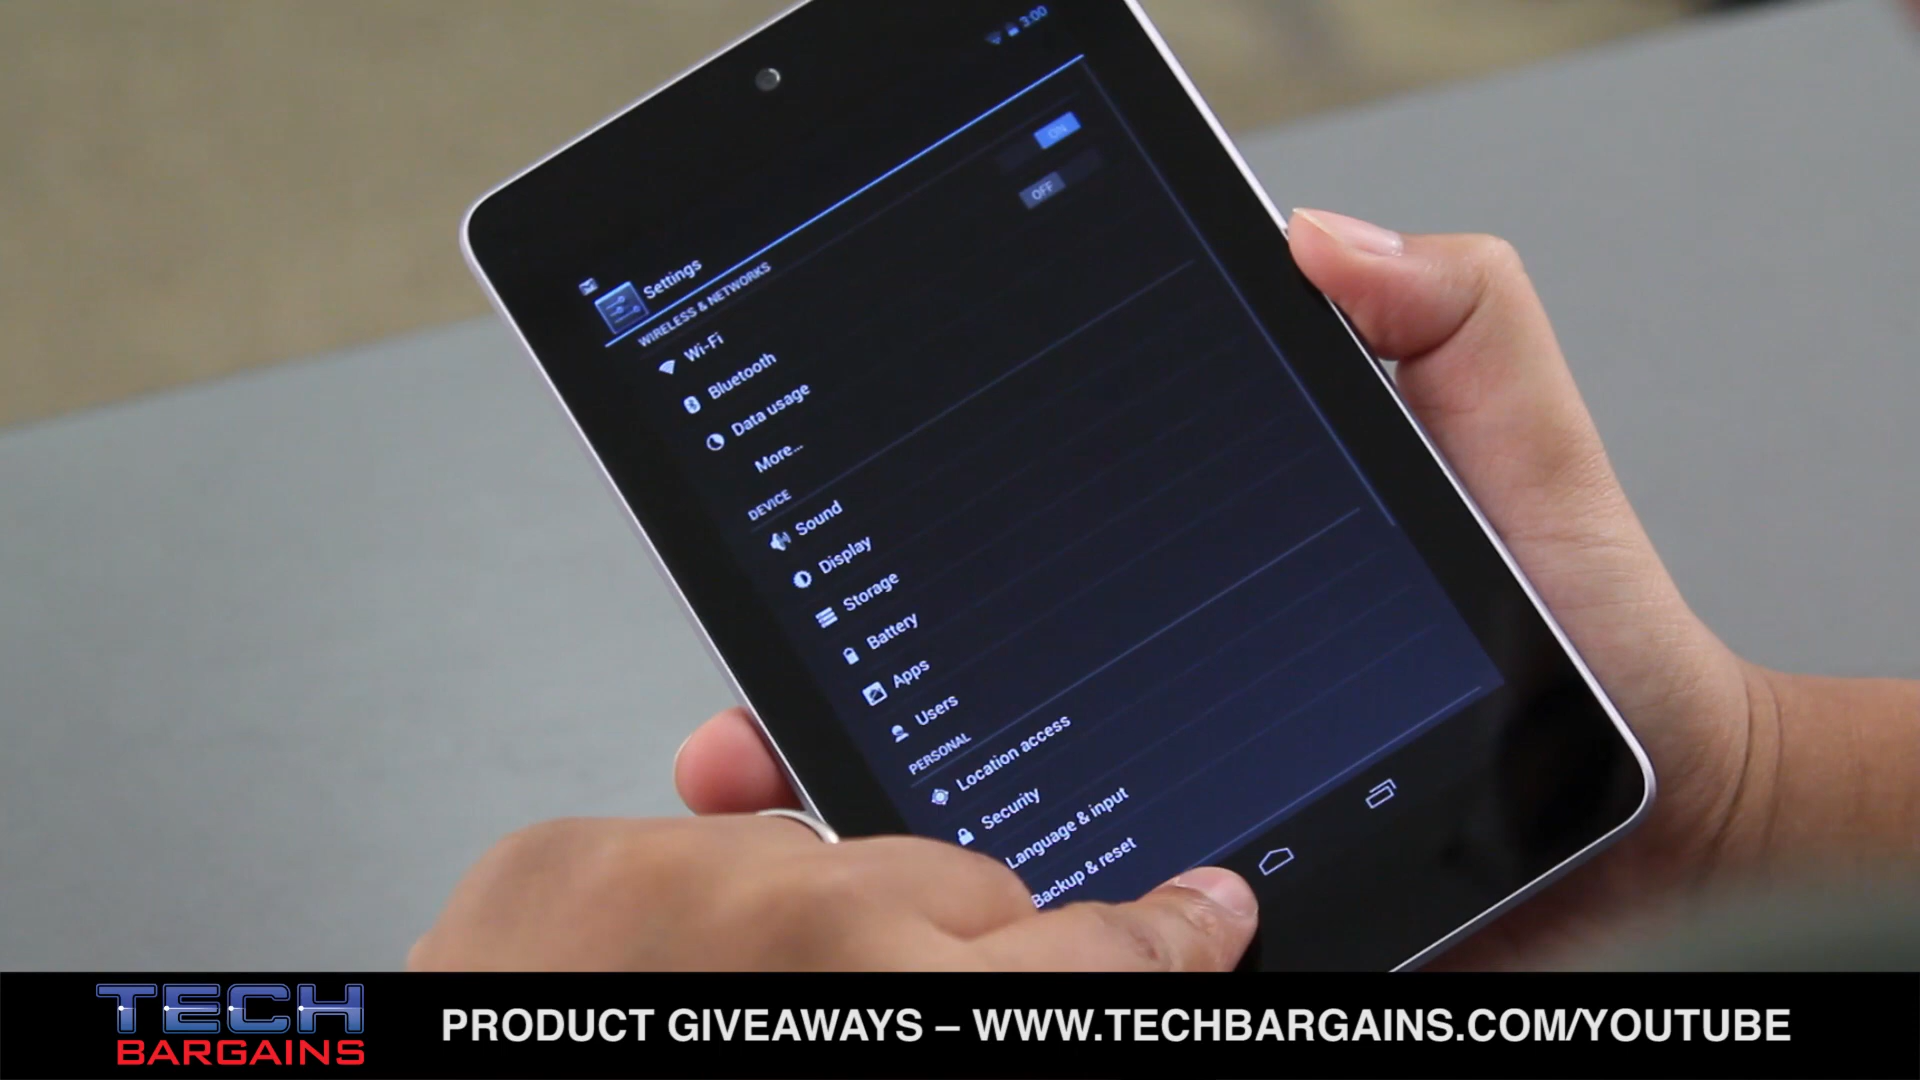 3:00
Settings
WIRELESS & NETWORKS
Wi-Fi
ON
Bluetooth
OFF
Data usage
More...
DEVICE
Sound
Display
Storage
Battery
Apps
Users
PERSONAL
Location access
Security
Language & input
Backup & reset
TECH
BARGAINS
PRODUCT GIVEAWAYS – WWW.TECHBARGAINS.COM/YOUTUBE